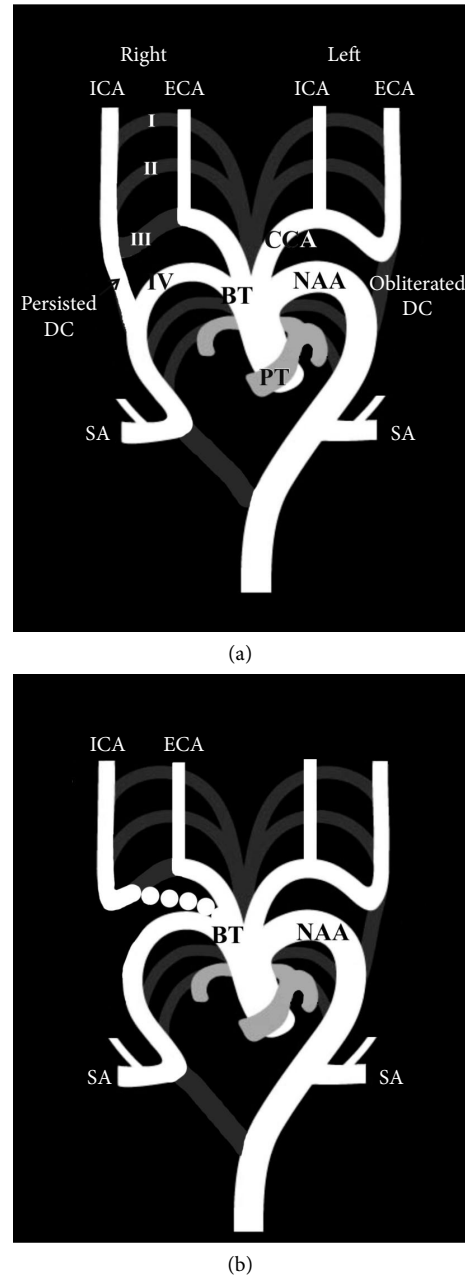 Right Left
ICA ECA ICA ECA
I
II
III
CCA
IV
BT NAA
Persisted
DC
Obliterated
DC
PT
SA SA
(a)
ICA ECA
BT NAA
SA SA
(b)